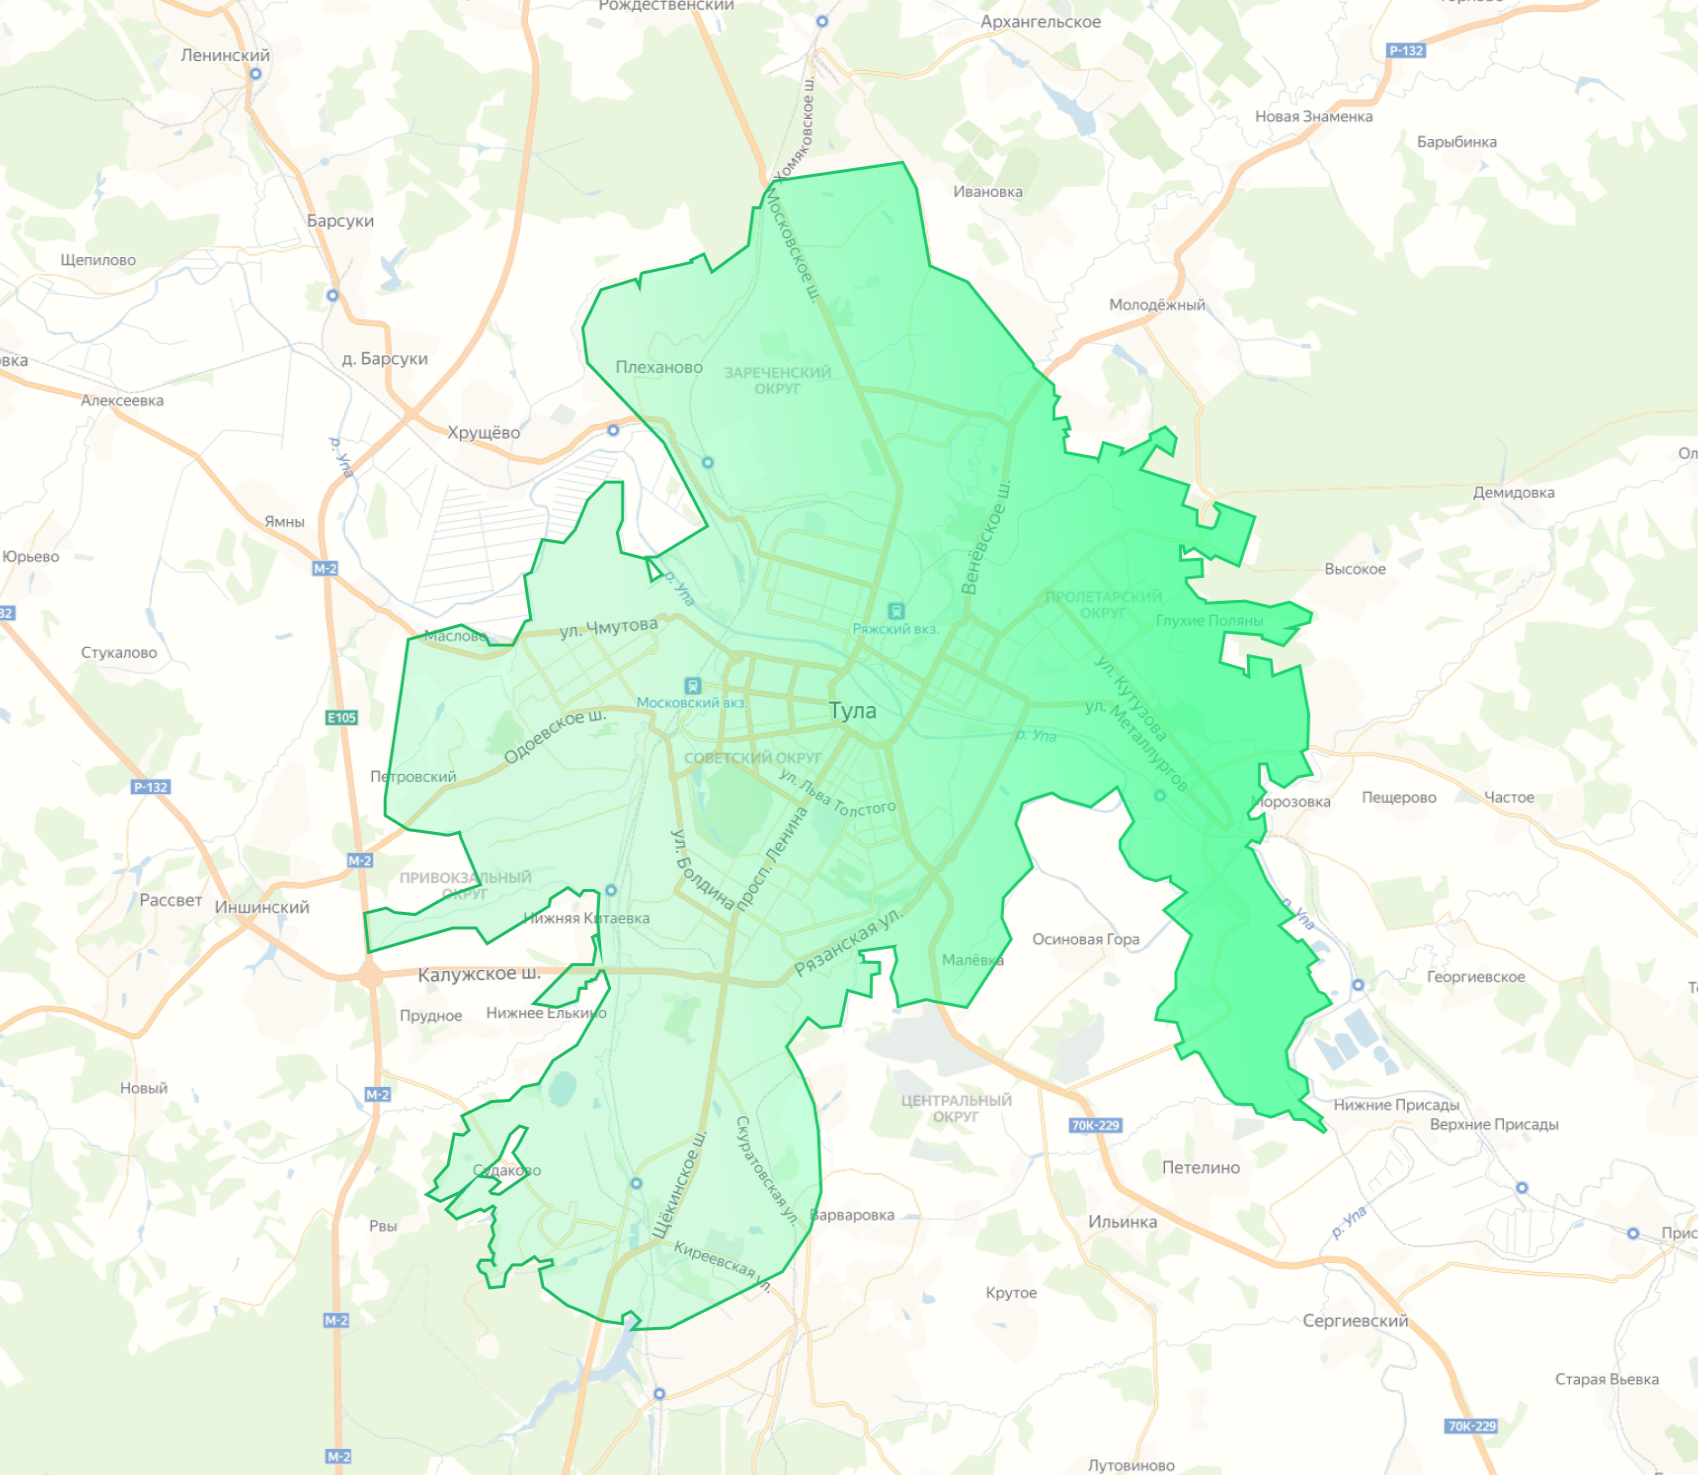 Рождественский
Архангельское
Ленинский
Р-132
Хомяковское ш.
Новая Знаменка
Барыбинка
Ивановка
Барсуки
Московское ш.
Щепилово
Молодёжный
д. Барсуки
Плеханово
ЗАРЕЧЕНСКИЙ
ОКРУГ
Алексеевка
Хрущёво
р. Упа
Демидовка
Ямны
Венёвское ш.
Юрьево
М-2
Высокое
р. Упа
ПРОЛЕТАРСКИЙ
ОКРУГ
32
Ряжский вкз.
Глухие Поляны
ул. Чмутова
Маслово
Стукалово
Московский вкз.
Тула
ул. Кутузова
ул. Металлургов
Е105
Одоевское ш.
р. Упа
СОВЕТСКИЙ ОКРУГ
Петровский
Р-132
ул. Льва Толстого
Морозовка
Пещерово
Частое
просп. Ленина
ул. Болдина
М-2
ПРИВОКЗАЛЬНЫЙ
ОКРУГ
Рассвет
Иншинский
Нижняя Китаевка
р. Упа
Рязанская ул.
Осиновая Гора
Малёвка
Калужское ш.
Георгиевское
Прудное
Нижнее Елькино
Новый
М-2
ЦЕНТРАЛЬНЫЙ
ОКРУГ
70К-229
Нижние Присады
Верхние Присады
Скуратовская ул.
Щёкинское ш.
Судаково
Петелино
Рвы
Варваровка
Ильинка
р. Упа
Киреевская ул.
Крутое
М-2
Сергиевский
Старая Вьевка
70К-229
М-2
Лутовиново